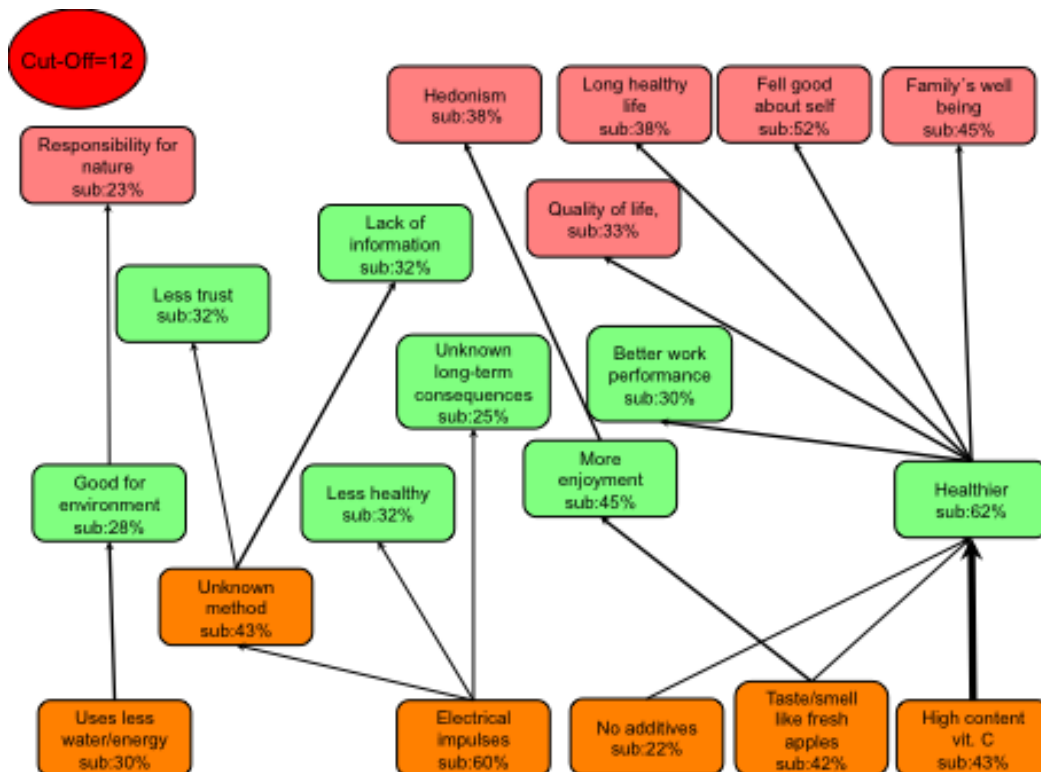 Cut-Off=12
Hedonism
sub:38%
Long healthy
life
sub:38%
Fell good
about self
sub:52%
Family´s well
being
sub:45%
Responsibility for
nature
sub:23%
Quality of life,
sub:33%
Lack of
information
sub:32%
Less trust
sub:32%
Unknown
long-term
consequences
sub:25%
Better work
performance
sub:30%
Good for
environment
sub:28%
Less healthy
sub:32%
More
enjoyment
sub:45%
Healthier
sub:62%
Unknown
method
sub:43%
Uses less
water/energy
sub:30%
Electrical
impulses
sub:60%
No additives
sub:22%
Taste/smell
like fresh
apples
sub:42%
High content
vit. C
sub:43%